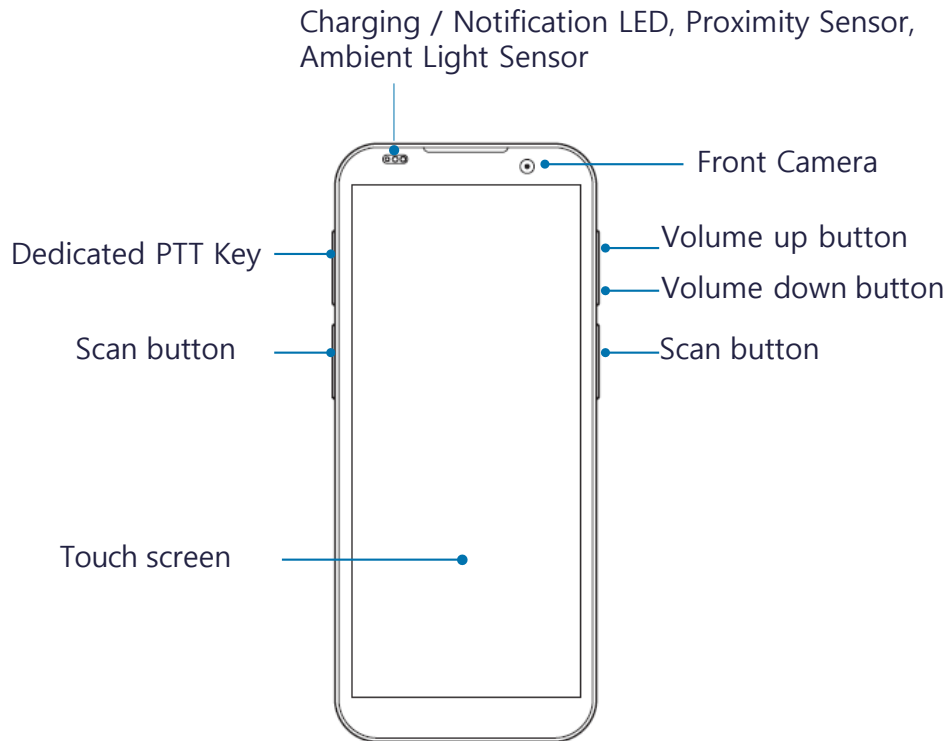 Charging / Notification LED, Proximity Sensor,
Ambient Light Sensor
Front Camera
Dedicated PTT Key
Volume up button
Volume down button
Scan button
Scan button
Touch screen